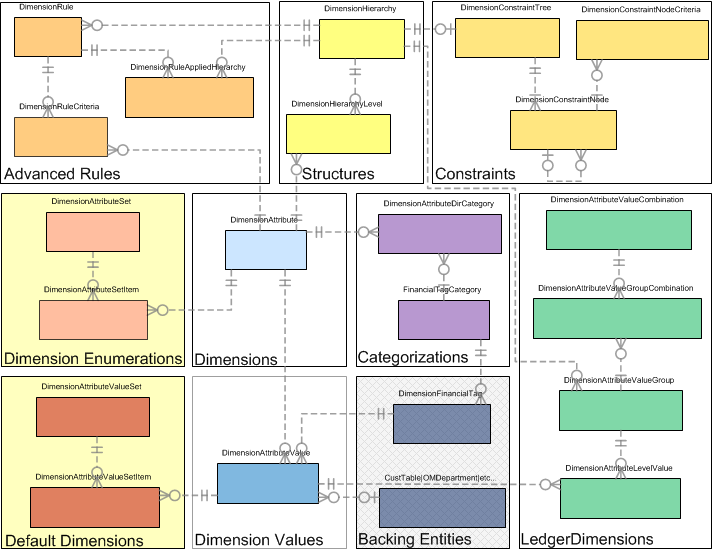 DimensionRule
DimensionRuleAppliedHierarchy
DimensionRuleCriteria
Advanced Rules
DimensionHierarchy
DimensionHierarchyLevel
Structures
DimensionConstraintTree
DimensionConstraintNodeCriteria
DimensionConstraintNode
Constraints
DimensionAttributeSet
DimensionAttributeSetItem
Dimension Enumerations
DimensionAttribute
Dimensions
DimensionAttributeDirCategory
FinancialTagCategory
Categorizations
DimensionAttributeValueCombination
DimensionAttributeValueGroupCombination
DimensionAttributeValueGroup
DimensionAttributeLevelValue
LedgerDimensions
DimensionAttributeValueSet
DimensionAttributeValueSetItem
Default Dimensions
DimensionAttributeValue
Dimension Values
DimensionFinancialTag
CustTable|OMDepartment|etc...
Backing Entities